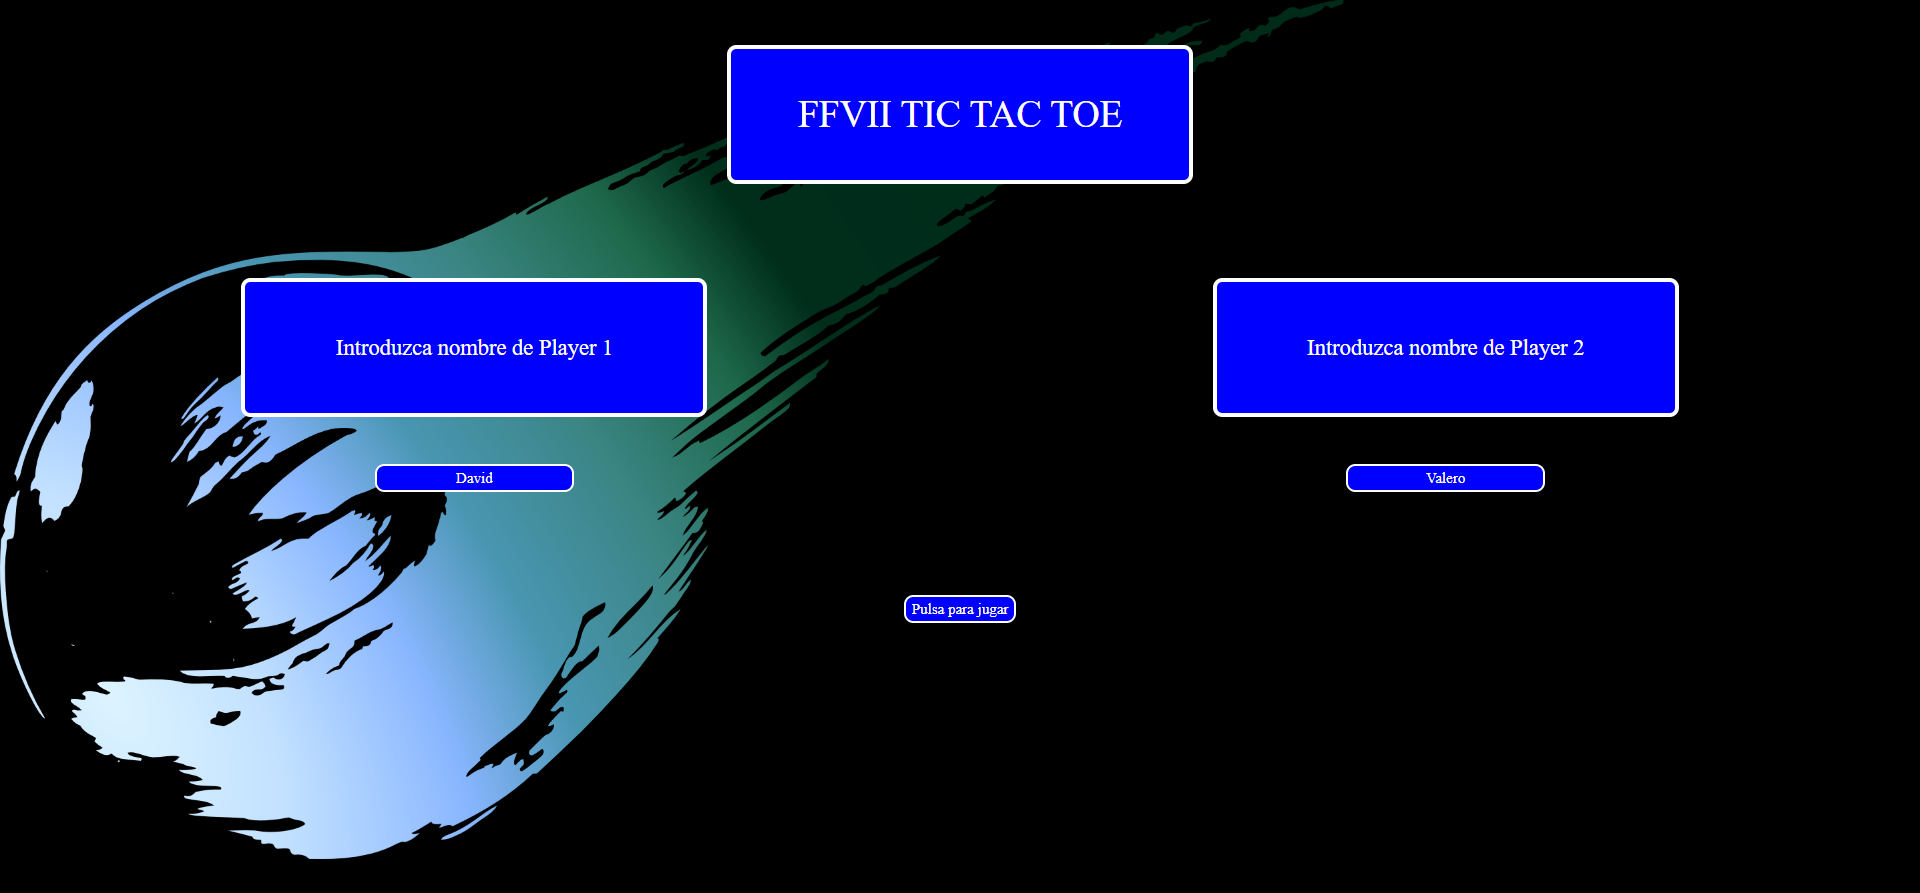 FFVII TIC TAC TOE
Introduzca nombre de Player 1
Introduzca nombre de Player 2
David
Valero
Pulsa para jugar